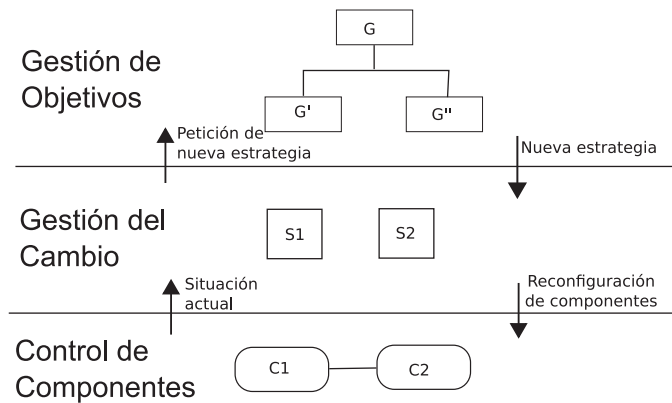 G
Gestión de
Objetivos
G' G"
Petición de
nueva estrategia
Nueva estrategia
Gestión del
Cambio
S1 S2
Situación
actual
Reconfiguración
de componentes
Control de
Componentes
C1 C2